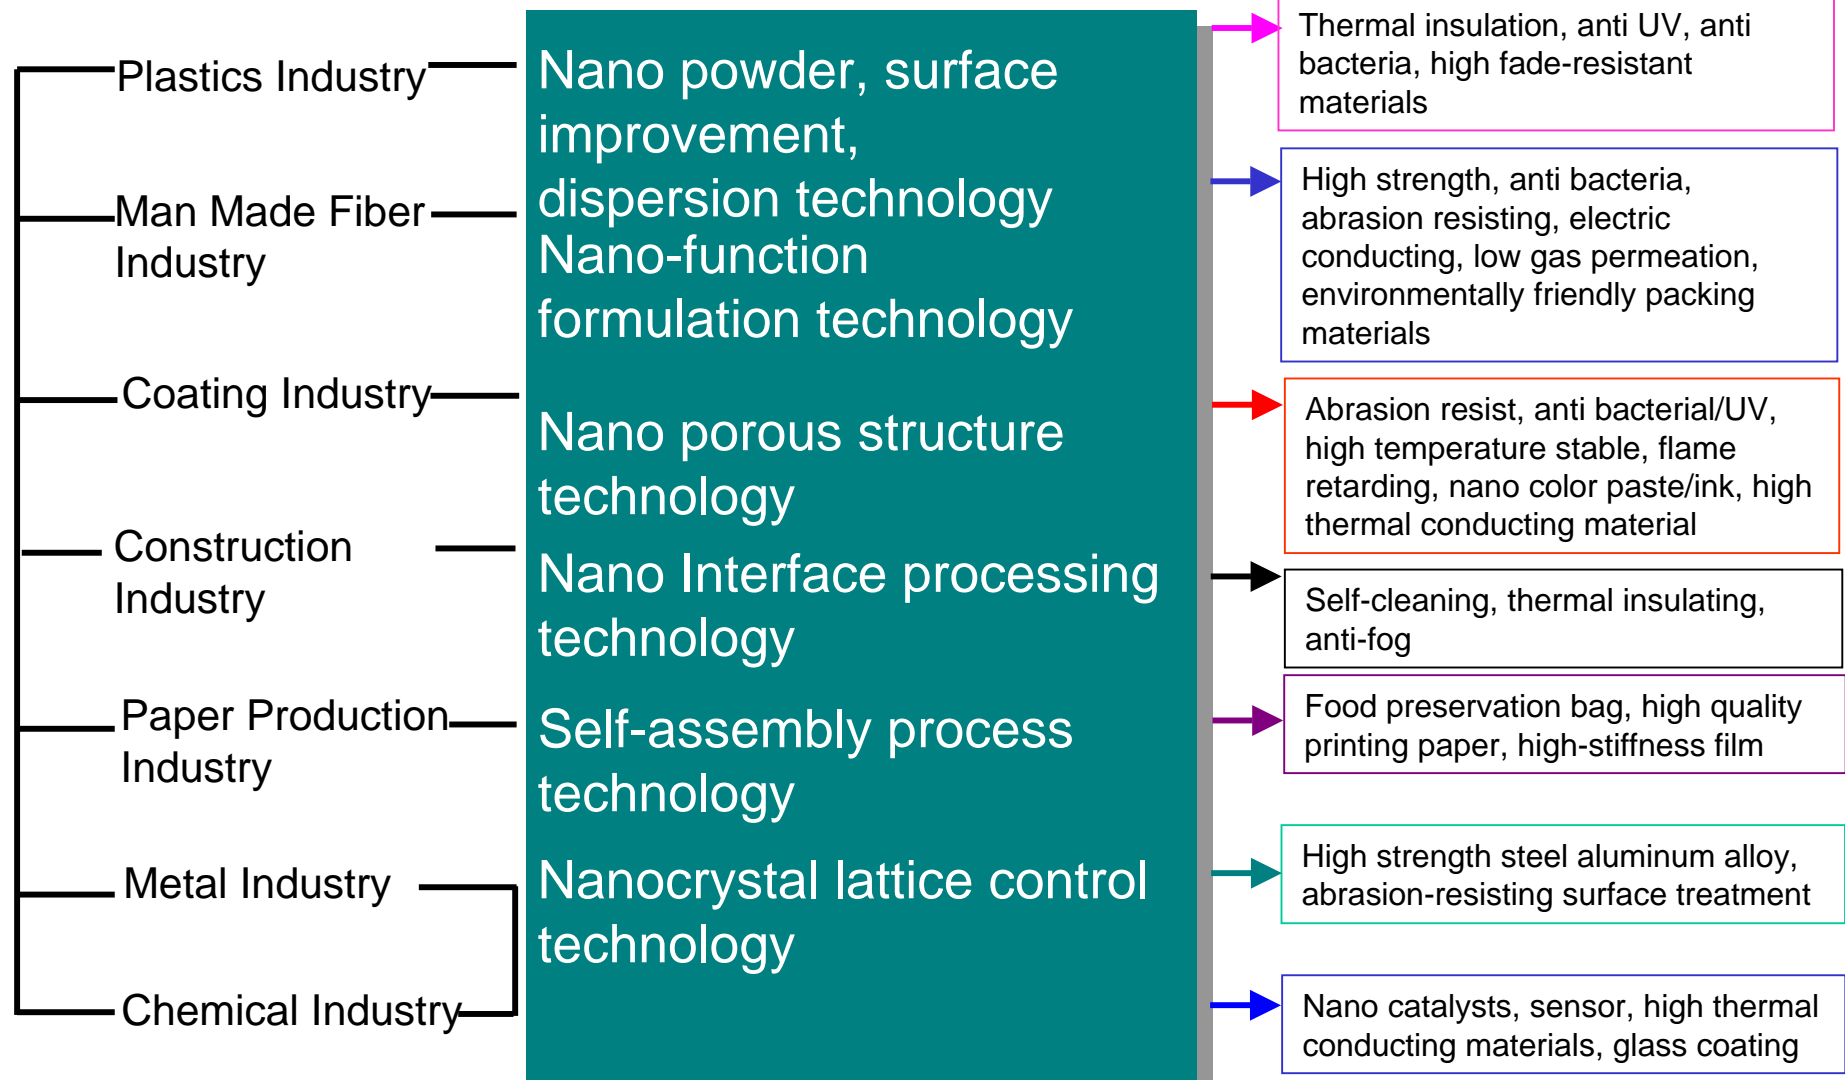 Plastics Industry
Man Made Fiber
Industry
Coating Industry
Construction
Industry
Paper Production
Industry
Metal Industry
Chemical Industry
Nano powder, surface
improvement,
dispersion technology
Nano-function
formulation technology
Nano porous structure
technology
Nano Interface processing
technology
Self-assembly process
technology
Nanocrystal lattice control
technology
Thermal insulation, anti UV, anti
bacteria, high fade-resistant
materials
High strength, anti bacteria,
abrasion resisting, electric
conducting, low gas permeation,
environmentally friendly packing
materials
Abrasion resist, anti bacterial/UV,
high temperature stable, flame
retarding, nano color paste/ink, high
thermal conducting material
Self-cleaning, thermal insulating,
anti-fog
Food preservation bag, high quality
printing paper, high-stiffness film
High strength steel aluminum alloy,
abrasion-resisting surface treatment
Nano catalysts, sensor, high thermal
conducting materials, glass coating